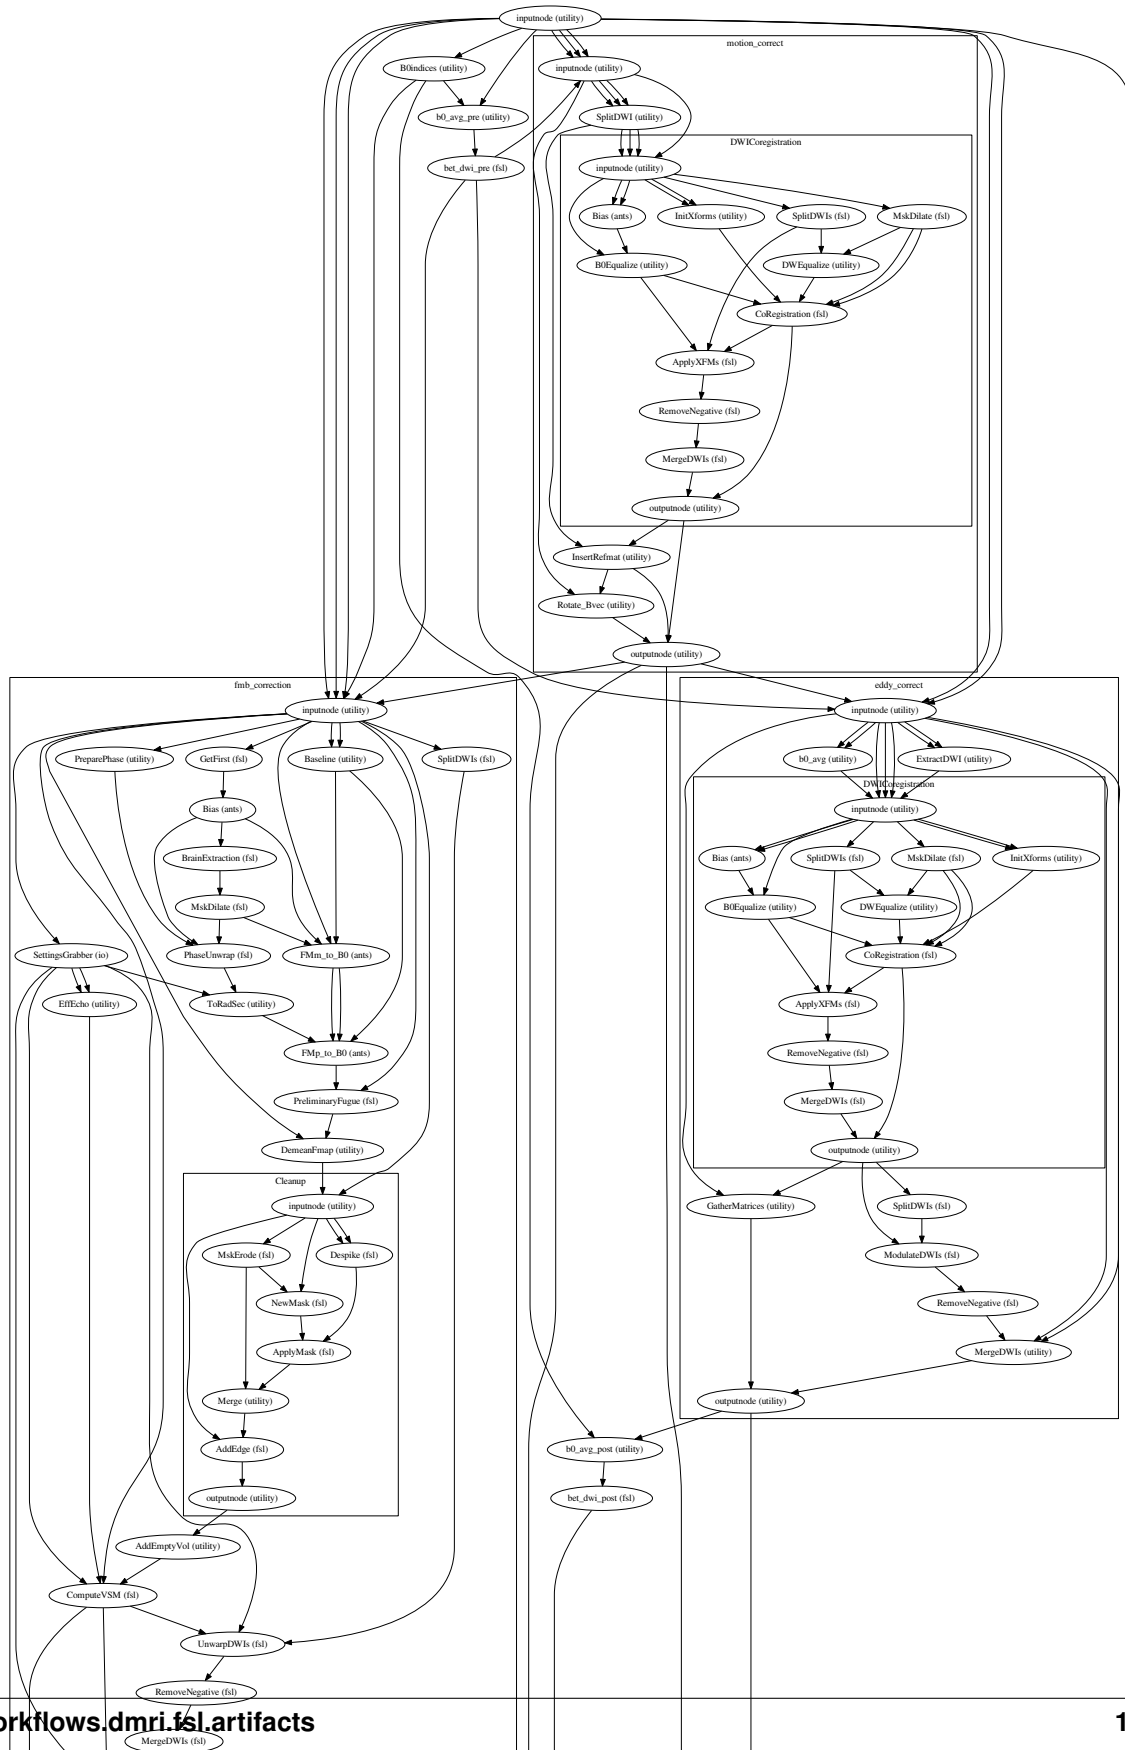 inputnode (utility)
motion_correct
B0indices (utility)
inputnode (utility)
b0_avg_pre (utility)
SplitDWI (utility)
DWICoregistration
bet_dwi_pre (fsl)
inputnode (utility)
Bias (ants)
InitXforms (utility)
SplitDWIs (fsl)
MskDilate (fsl)
B0Equalize (utility)
DWEqualize (utility)
CoRegistration (fsl)
ApplyXFMs (fsl)
RemoveNegative (fsl)
MergeDWIs (fsl)
outputnode (utility)
InsertRefmat (utility)
Rotate_Bvec (utility)
outputnode (utility)
fmb_correction
eddy_correct
inputnode (utility)
inputnode (utility)
PreparePhase (utility)
GetFirst (fsl)
Baseline (utility)
SplitDWIs (fsl)
b0_avg (utility)
ExtractDWI (utility)
DWICoregistration
Bias (ants)
inputnode (utility)
BrainExtraction (fsl)
Bias (ants)
SplitDWIs (fsl)
MskDilate (fsl)
InitXforms (utility)
MskDilate (fsl)
B0Equalize (utility)
DWEqualize (utility)
SettingsGrabber (io)
PhaseUnwrap (fsl)
FMm_to_B0 (ants)
CoRegistration (fsl)
EffEcho (utility)
ToRadSec (utility)
ApplyXFMs (fsl)
FMp_to_B0 (ants)
RemoveNegative (fsl)
PreliminaryFugue (fsl)
MergeDWIs (fsl)
DemeanFmap (utility)
outputnode (utility)
Cleanup
inputnode (utility)
GatherMatrices (utility)
SplitDWIs (fsl)
MskErode (fsl)
Despike (fsl)
ModulateDWIs (fsl)
NewMask (fsl)
RemoveNegative (fsl)
ApplyMask (fsl)
MergeDWIs (utility)
Merge (utility)
outputnode (utility)
AddEdge (fsl)
b0_avg_post (utility)
outputnode (utility)
bet_dwi_post (fsl)
AddEmptyVol (utility)
ComputeVSM (fsl)
UnwarpDWIs (fsl)
RemoveNegative (fsl)
orkflows.dmri.fsl.artifacts 1
MergeDWIs (fsl)